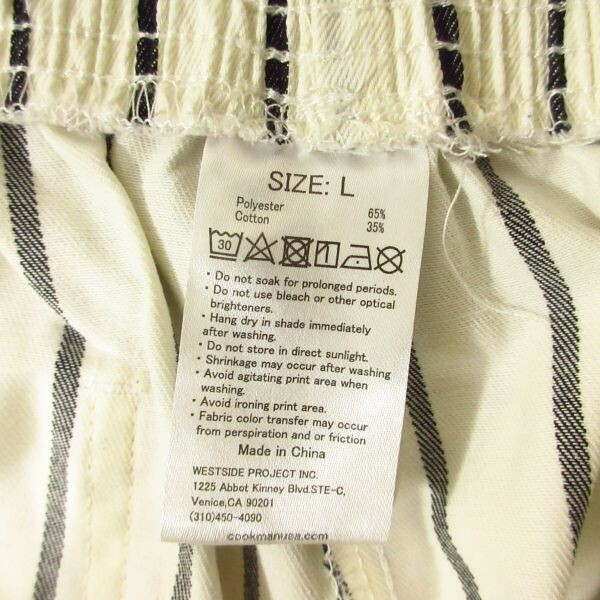 SIZE: L
Polyester 65%
Cotton 35%
30
• Do not soak for prolonged periods.
• Do not use bleach or other optical
brighteners.
• Hang dry in shade immediately
after washing.
• Do not store in direct sunlight.
• Shrinkage may occur after washing
• Avoid agitating print area when
washing.
• Avoid ironing print area.
• Fabric color transfer may occur
from perspiration and or friction
Made in China
WESTSIDE PROJECT INC.
1225 Abbot Kinney Blvd.STE-C,
Venice,CA 90201
(310)450-4090
cookmanusa.com